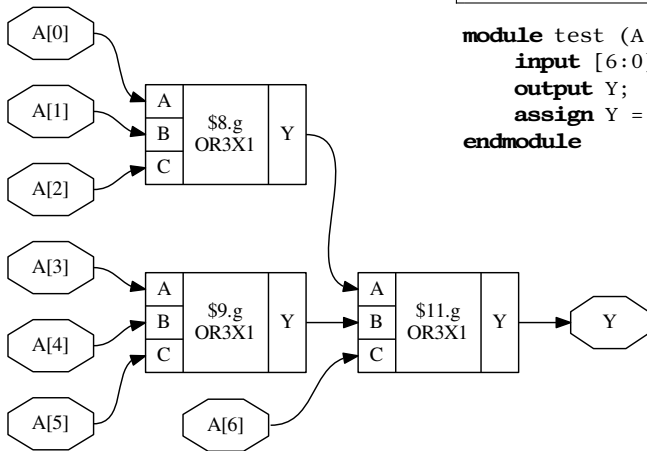 A[0]
A[1]
A[2]
A
B
C
$8.g
OR3X1
Y
A[3]
A[4]
A[5]
A
B
C
$9.g
OR3X1
Y
A[6]
A
B
C
$11.g
OR3X1
Y
Y
module test (A
input [6:0]
output Y;
assign Y =
endmodule